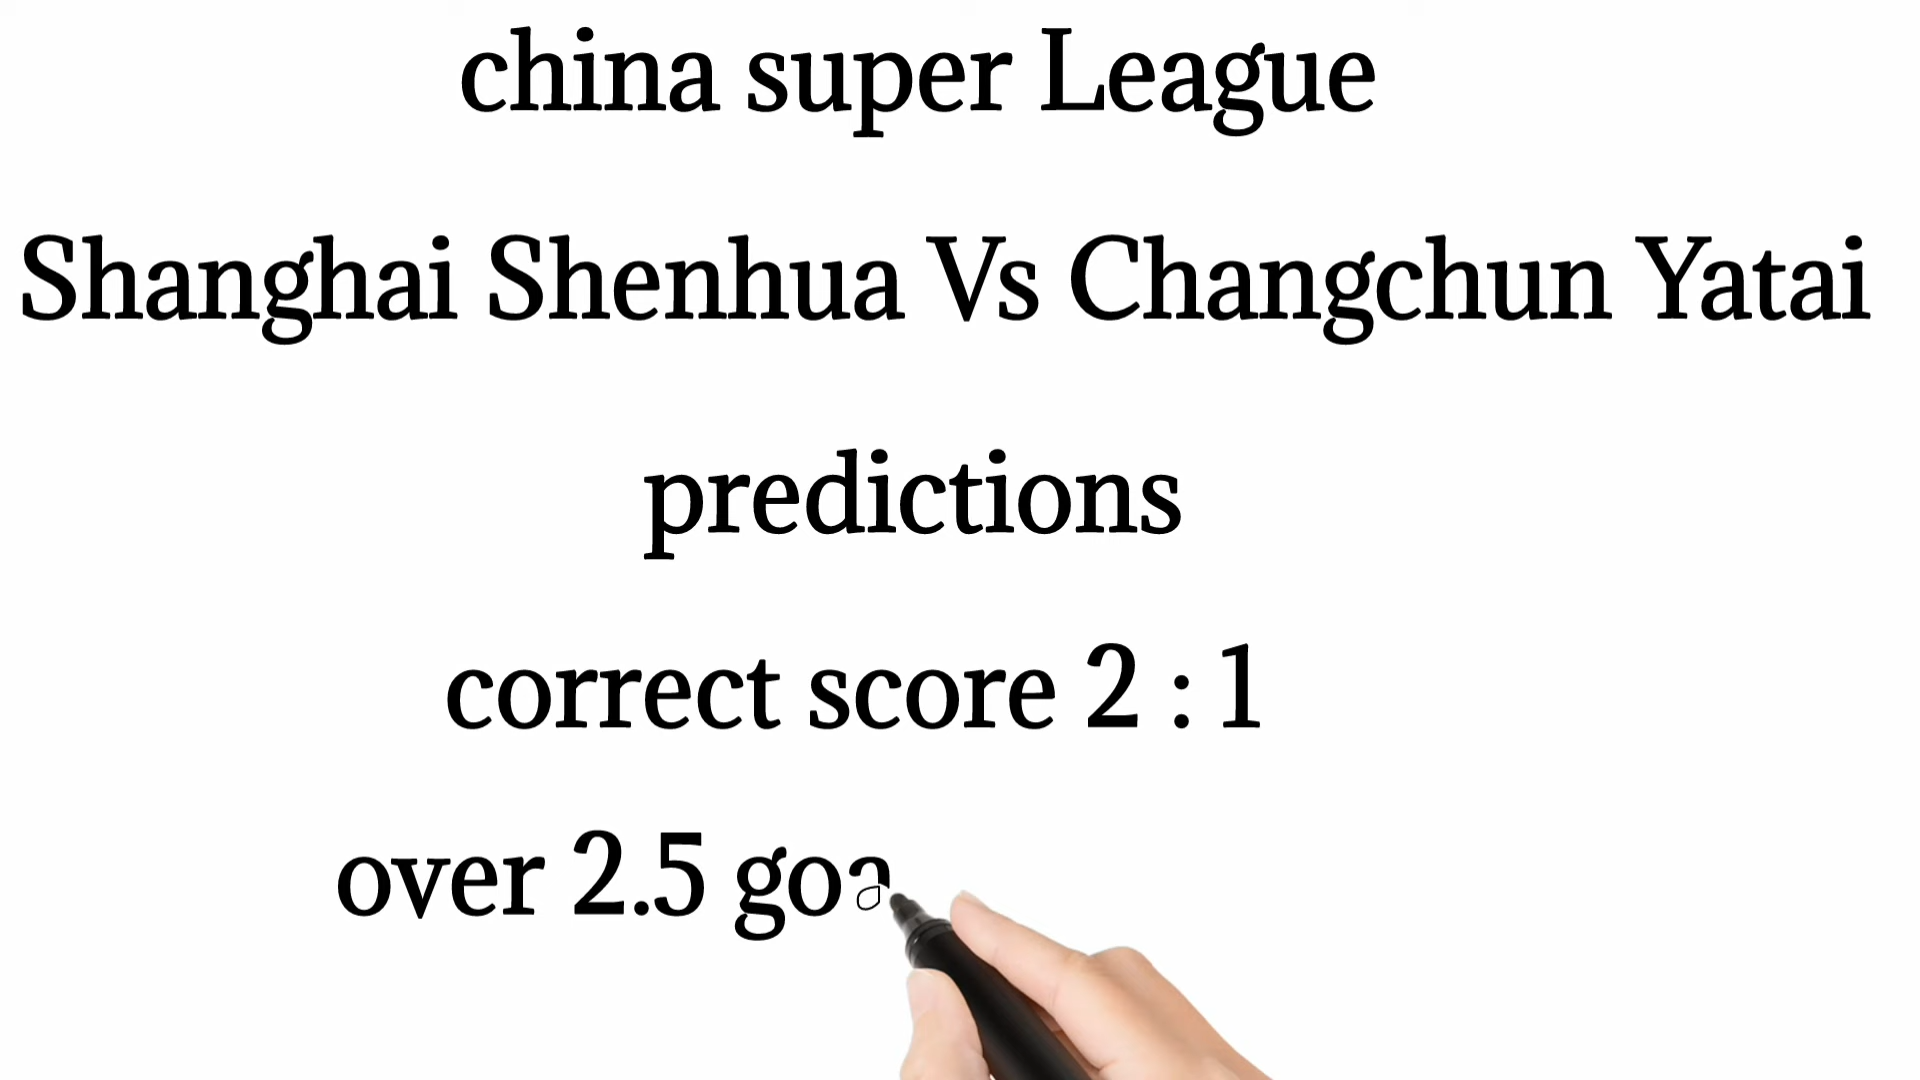 china super League
Shanghai Shenhua Vs Changchun Yatai
predictions
correct score 2 : 1
over 2.5 goa